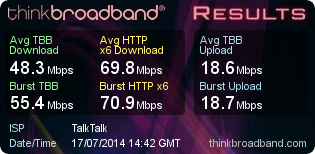 thinkbroadband® RESULTS
Avg TBB Download
Avg HTTP x6 Download
Avg TBB Upload
48.3 Mbps
69.8 Mbps
18.6 Mbps
Burst TBB
Burst HTTP x6
Burst Upload
55.4 Mbps
70.9 Mbps
18.7 Mbps
ISP TalkTalk
Date/Time 17/07/2014 14:42 GMT
thinkbroadband.com